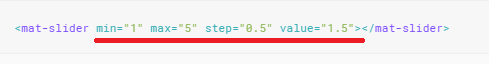 <mat-slider min="1" max="5" step="0.5" value="1.5"></mat-slider>